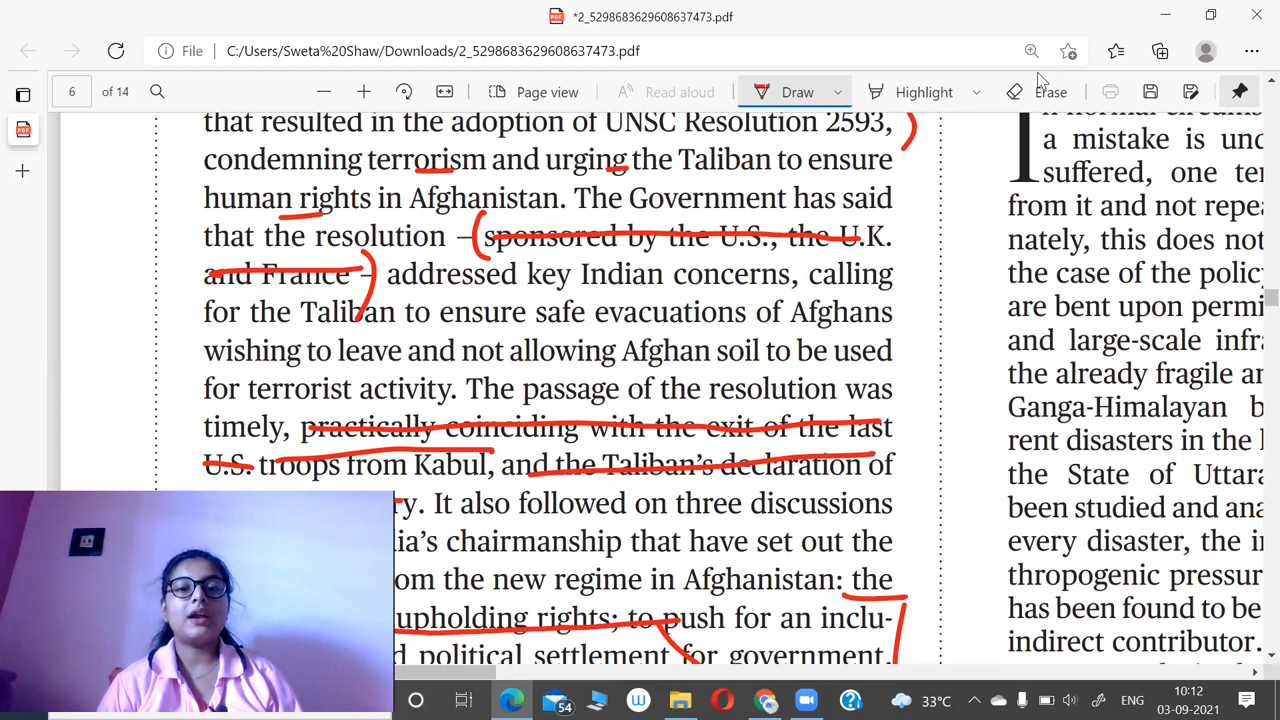 *2_5298683629608637473.pdf
File C:/Users/Sweta%20Shaw/Downloads/2_5298683629608637473.pdf
6 of 14 Page view Read aloud Draw Highlight Erase
that resulted in the adoption of UNSC Resolution 2593,
condemning terrorism and urging the Taliban to ensure
human rights in Afghanistan. The Government has said
that the resolution – sponsored by the U.S., the U.K.
and France – addressed key Indian concerns, calling
for the Taliban to ensure safe evacuations of Afghans
wishing to leave and not allowing Afghan soil to be used
for terrorist activity. The passage of the resolution was
timely, practically coinciding with the exit of the last
U.S. troops from Kabul, and the Taliban's declaration of
ry. It also followed on three discussions
ia's chairmanship that have set out the
om the new regime in Afghanistan: the
upholding rights; to push for an inclu-
d political settlement for government,
a mistake is und
suffered, one ter
from it and not repea
nately, this does not
the case of the policy
are bent upon permi
and large-scale infra
the already fragile an
Ganga-Himalayan b
rent disasters in the
the State of Uttara
been studied and ana
every disaster, the in
thropogenic pressur
has been found to be
indirect contributor.
54
33°C ENG
10:12
03-09-2021